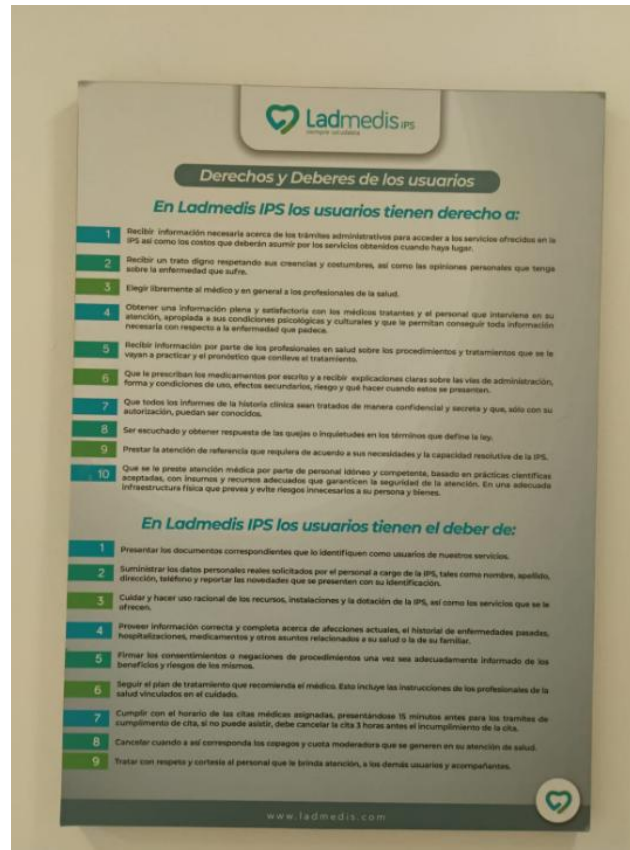 Ladmedis IPS
siempre saludable
Derechos y Deberes de los usuarios
En Ladmedis IPS los usuarios tienen derecho a:
1 Recibir información necesaria acerca de los trámites administrativos para acceder a los servicios ofrecidos en la
IPS así como los costos que deberán asumir por los servicios obtenidos cuando haya lugar.
2 Recibir un trato digno respetando sus creencias y costumbres, así como las opiniones personales que tenga
sobre la enfermedad que sufre.
3 Elegir libremente al médico y en general a los profesionales de la salud.
4 Obtener una información plena y satisfactoria con los médicos tratantes y el personal que interviene en su
atención, apropiada a sus condiciones psicológicas y culturales y que le permitan conseguir toda información
necesaria con respecto a la enfermedad que padece.
5 Recibir información por parte de los profesionales en salud sobre los procedimientos y tratamientos que se le
vayan a practicar y el pronóstico que conlleve el tratamiento.
6 Que le prescriban los medicamentos por escrito y a recibir explicaciones claras sobre las vías de administración,
forma y condiciones de uso, efectos secundarios, riesgo y qué hacer cuando estos se presentan.
7 Que todos los informes de la historia clínica sean tratados de manera confidencial y secreta y que, sólo con su
autorización, puedan ser conocidos.
8 Ser escuchado y obtener respuesta de las quejas o inquietudes en los términos que define la ley.
9 Prestar la atención de referencia que requiera de acuerdo a sus necesidades y la capacidad resolutiva de la IPS.
10 Que se le preste atención médica por parte de personal idóneo y competente, basado en prácticas científicas
aceptadas, con insumos y recursos adecuados que garanticen la seguridad de la atención. En una adecuada
infraestructura física que prevea y evite riesgos innecesarios a su persona y bienes.
En Ladmedis IPS los usuarios tienen el deber de:
1 Presentar los documentos correspondientes que lo identifiquen como usuarios de nuestros servicios.
2 Suministrar los datos personales reales solicitados por el personal a cargo de la IPS, tales como nombre, apellido,
dirección, teléfono y reportar las novedades que se presenten con su identificación.
3 Cuidar y hacer uso racional de los recursos, instalaciones y la dotación de la IPS, así como los servicios que se le
ofrecen.
4 Proveer información correcta y completa acerca de afecciones actuales, el historial de enfermedades pasadas,
hospitalizaciones, medicamentos y otros asuntos relacionados a su salud o la de su familiar.
5 Firmar los consentimientos o negaciones de procedimientos una vez sea adecuadamente informado de los
beneficios y riesgos de los mismos.
6 Seguir el plan de tratamiento que recomienda el médico. Esto incluye las instrucciones de los profesionales de la
salud vinculados en el cuidado.
7 Cumplir con el horario de las citas médicas asignadas, presentándose 15 minutos antes para los tramites de
cumplimento de cita, si no puede asistir, debe cancelar la cita 3 horas antes el incumplimiento de la cita.
8 Cancelar cuando a así corresponda los copagos y cuota moderadora que se generen en su atención de salud.
9 Tratar con respeto y cortesía al personal que le brinda atención, a los demás usuarios y acompañantes.
www.ladmedis.com